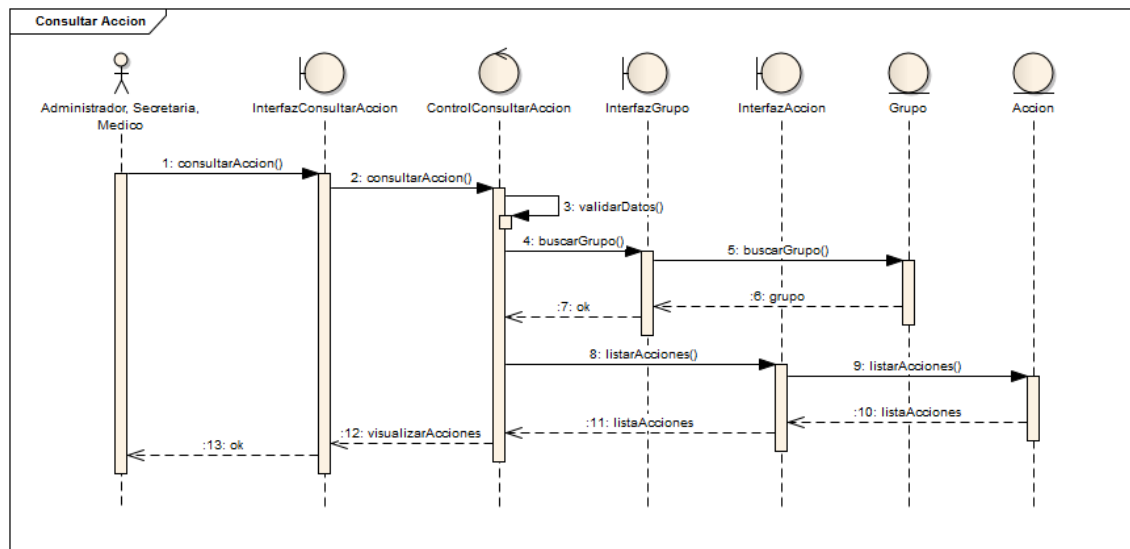 Consultar Accion
Administrador, Secretaria,
Medico
InterfazConsultarAccion
ControlConsultarAccion
InterfazGrupo
InterfazAccion
Grupo
Accion
1: consultarAccion()
2: consultarAccion()
3: validarDatos()
4: buscarGrupo()
5: buscarGrupo()
:6: grupo
:7: ok
8: listarAcciones()
9: listarAcciones()
:10: listaAcciones
:11: listaAcciones
:12: visualizarAcciones
:13: ok